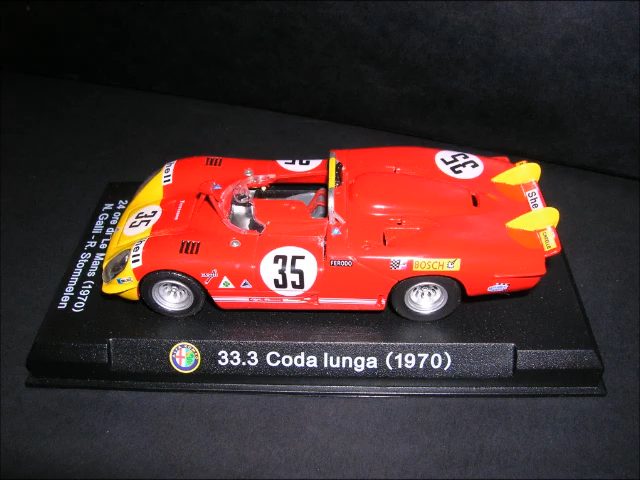 35
35
35
35
She
FERODO
BOSCH
24 ore di Le Mans (1970)
N. Galli - R. Stommelen
33.3 Coda lunga (1970)